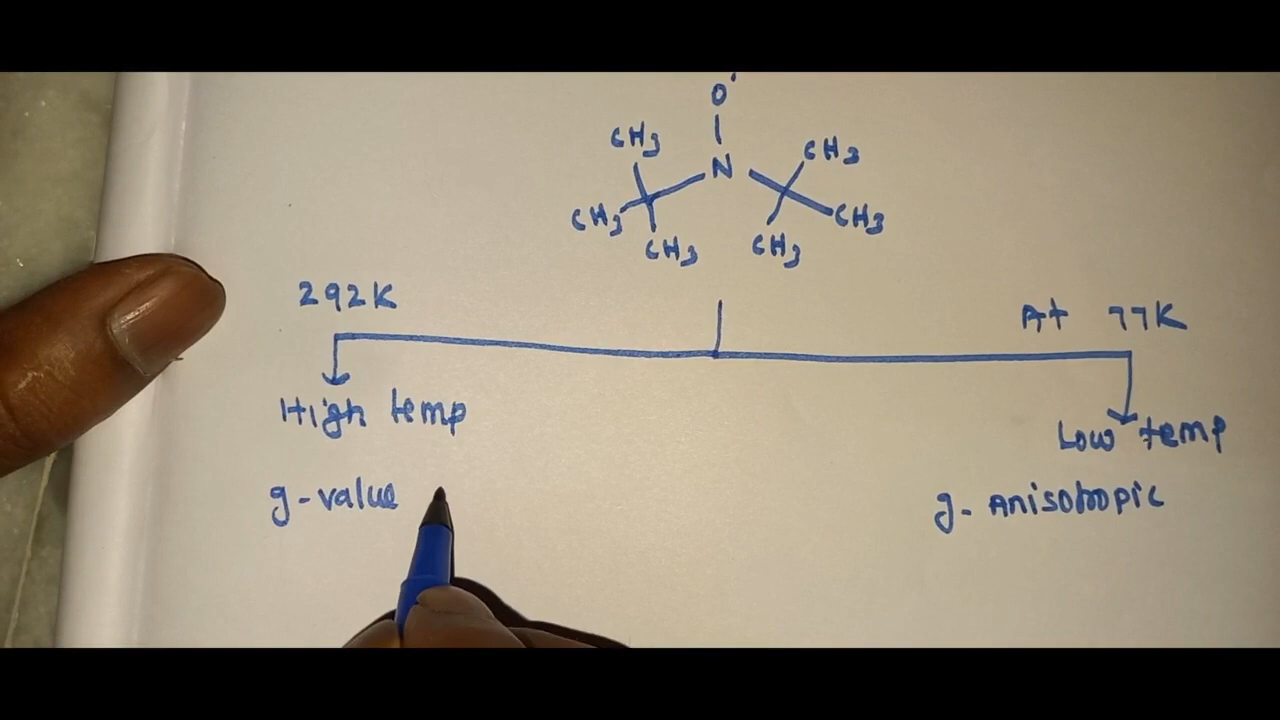 O·
CH3 N CH3
CH3 CH3
CH3 CH3
292K At 77K
High temp Low temp
g-value g- Anisotropic